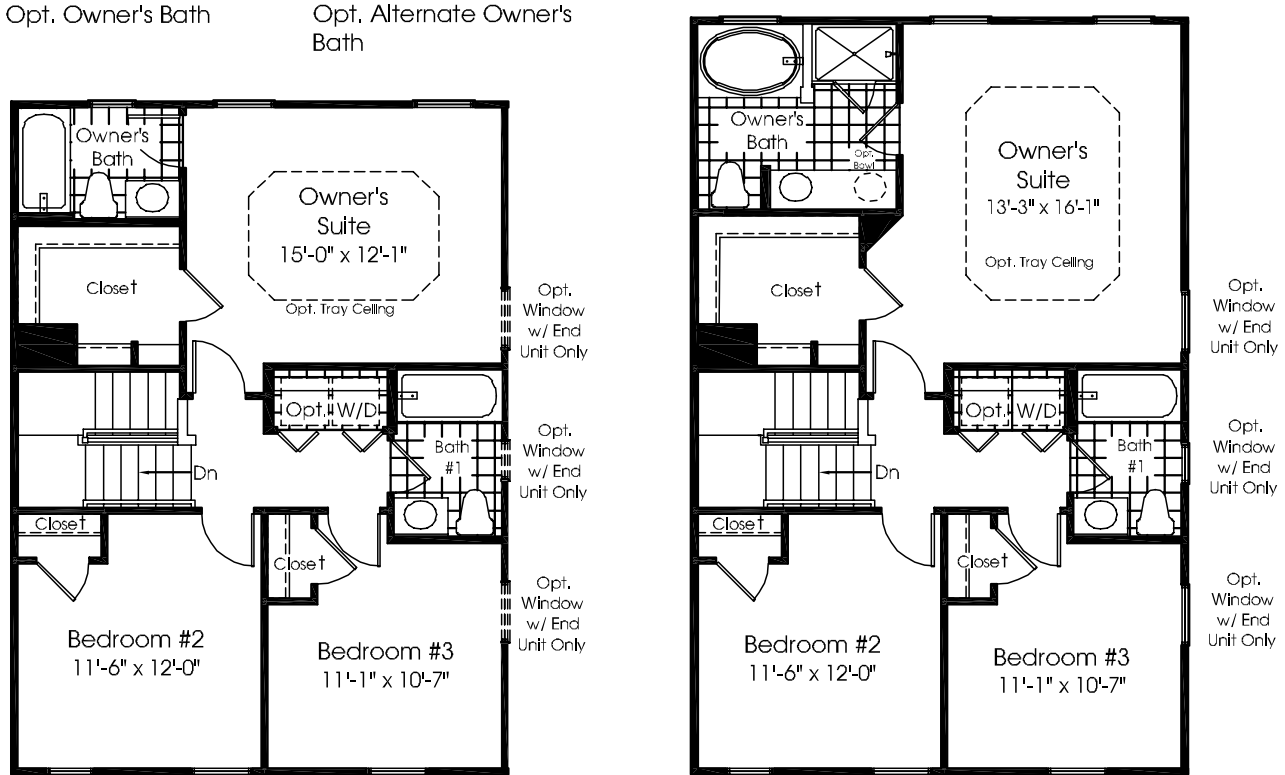 Opt. Owner's Bath
Opt. Alternate Owner's
Bath
Owner's
Bath
Owner's
Suite
15'-0" x 12'-1"
Opt. Tray Ceiling
Closet
Opt.
Window
w/ End
Unit Only
Opt.
W/D
Bath
#1
Opt.
Window
w/ End
Unit Only
Dn
Closet
Closet
Opt.
Window
w/ End
Unit Only
Bedroom #2
11'-6" x 12'-0"
Bedroom #3
11'-1" x 10'-7"
Owner's
Bath
Opt.
Bowl
Owner's
Suite
13'-3" x 16'-1"
Opt. Tray Ceiling
Closet
Opt.
Window
w/ End
Unit Only
Opt.
W/D
Bath
#1
Opt.
Window
w/ End
Unit Only
Dn
Closet
Closet
Opt.
Window
w/ End
Unit Only
Bedroom #2
11'-6" x 12'-0"
Bedroom #3
11'-1" x 10'-7"